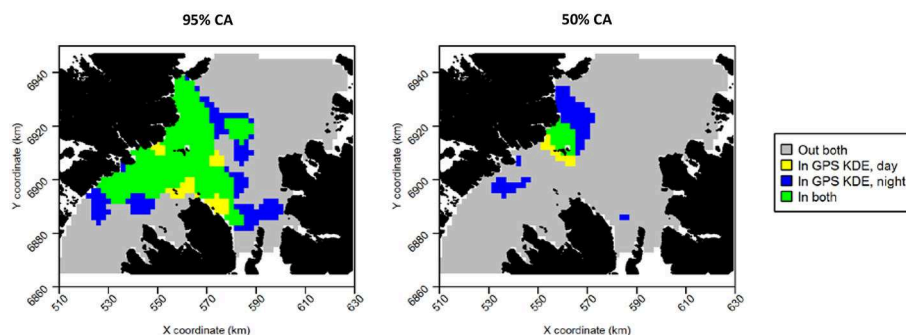 95% CA
50% CA
Y coordinate (km)
6940
6920
6900
6880
6860
510
530
550
570
590
610
630
X coordinate (km)
Y coordinate (km)
6940
6920
6900
6880
6860
510
530
550
570
590
610
630
X coordinate (km)
Out both
In GPS KDE, day
In GPS KDE, night
In both